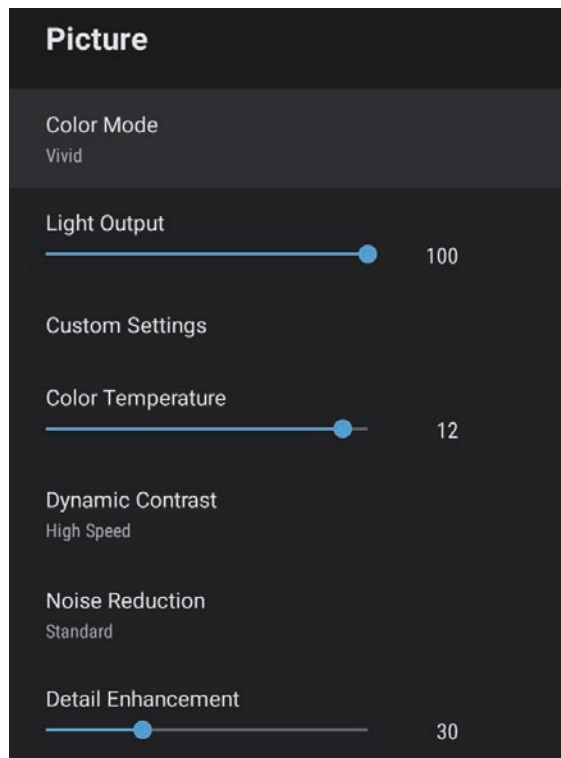 Picture
Color Mode
Vivid
Light Output
100
Custom Settings
Color Temperature
12
Dynamic Contrast
High Speed
Noise Reduction
Standard
Detail Enhancement
30